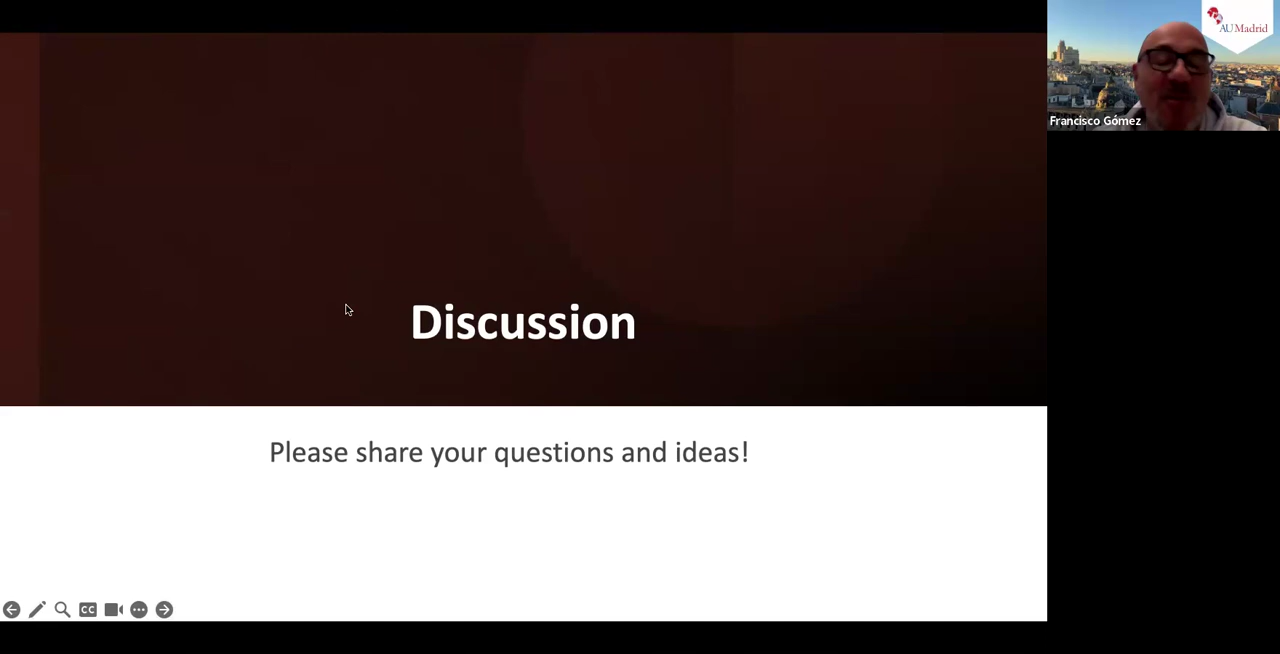 AU Madrid
Francisco Gómez
Discussion
Please share your questions and ideas!
CC